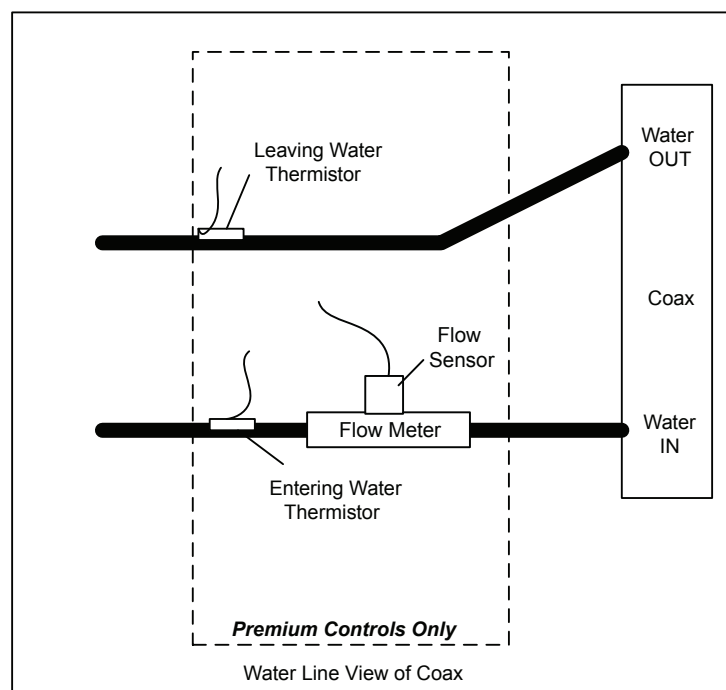 Leaving Water
Thermistor
Water
OUT
Coax
Flow
Sensor
Flow Meter
Water
IN
Entering Water
Thermistor
Premium Controls Only
Water Line View of Coax